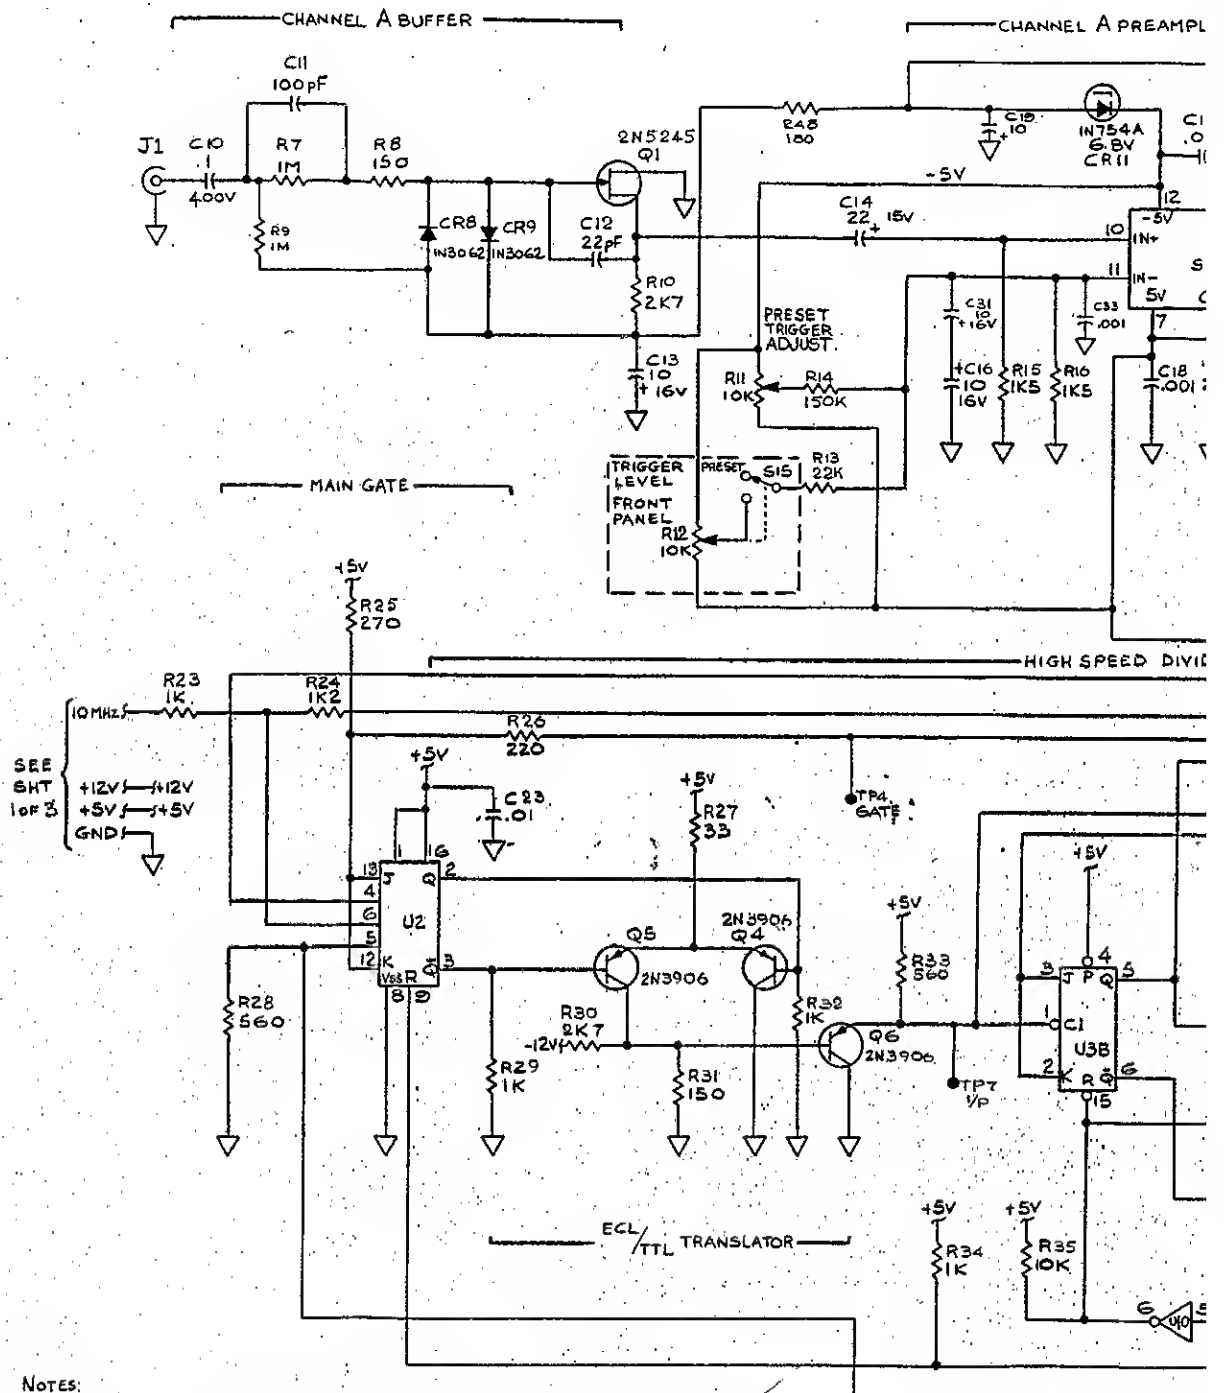 CHANNEL A BUFFER
CHANNEL A PREAMPL
C11
100pF
J1
C10
.1
400V
R7
1M
R8
150
R9
1M
CR8
1N3062
CR9
1N3062
2N5245
Q1
C12
22pF
R10
2K7
C13
10
+ 16V
R48
180
C19
+ 10
1N754A
6.8V
CR11
-5V
C14
22 15V
+
12
-5V
10 IN+
11 IN-
5V
7
PRESET
TRIGGER
ADJUST.
C31
10
+16V
C33
.001
R11
10K
R14
150K
+C16
10
16V
R15
1K5
R16
1K5
C18
.001
TRIGGER
LEVEL
PRESET
S15
R13
22K
FRONT
PANEL
R12
10K
MAIN GATE
+5V
R25
270
HIGH SPEED DIVI
R23
1K
R24
1K2
10MHz
R26
220
SEE
SHT
1 OF 3
+12V +12V
+5V +5V
GND
+5V
C23
.01
+5V
R27
33
TP4
GATE
+5V
1 16
13 J Q 2
4
6 U2
5
12 K VSS R Q 3
8 9
Q5
2N3906
2N3906
Q4
+5V
R33
560
4
3 J P Q 5
1 C1
U3B
2 K R Q 6
15
R28
560
R30
2K7
-12V
R29
1K
R31
150
R32
1K
Q6
2N3906
TP7
I/P
ECL/TTL TRANSLATOR
+5V
R34
1K
+5V
R35
10K
6 U10 5
NOTES: